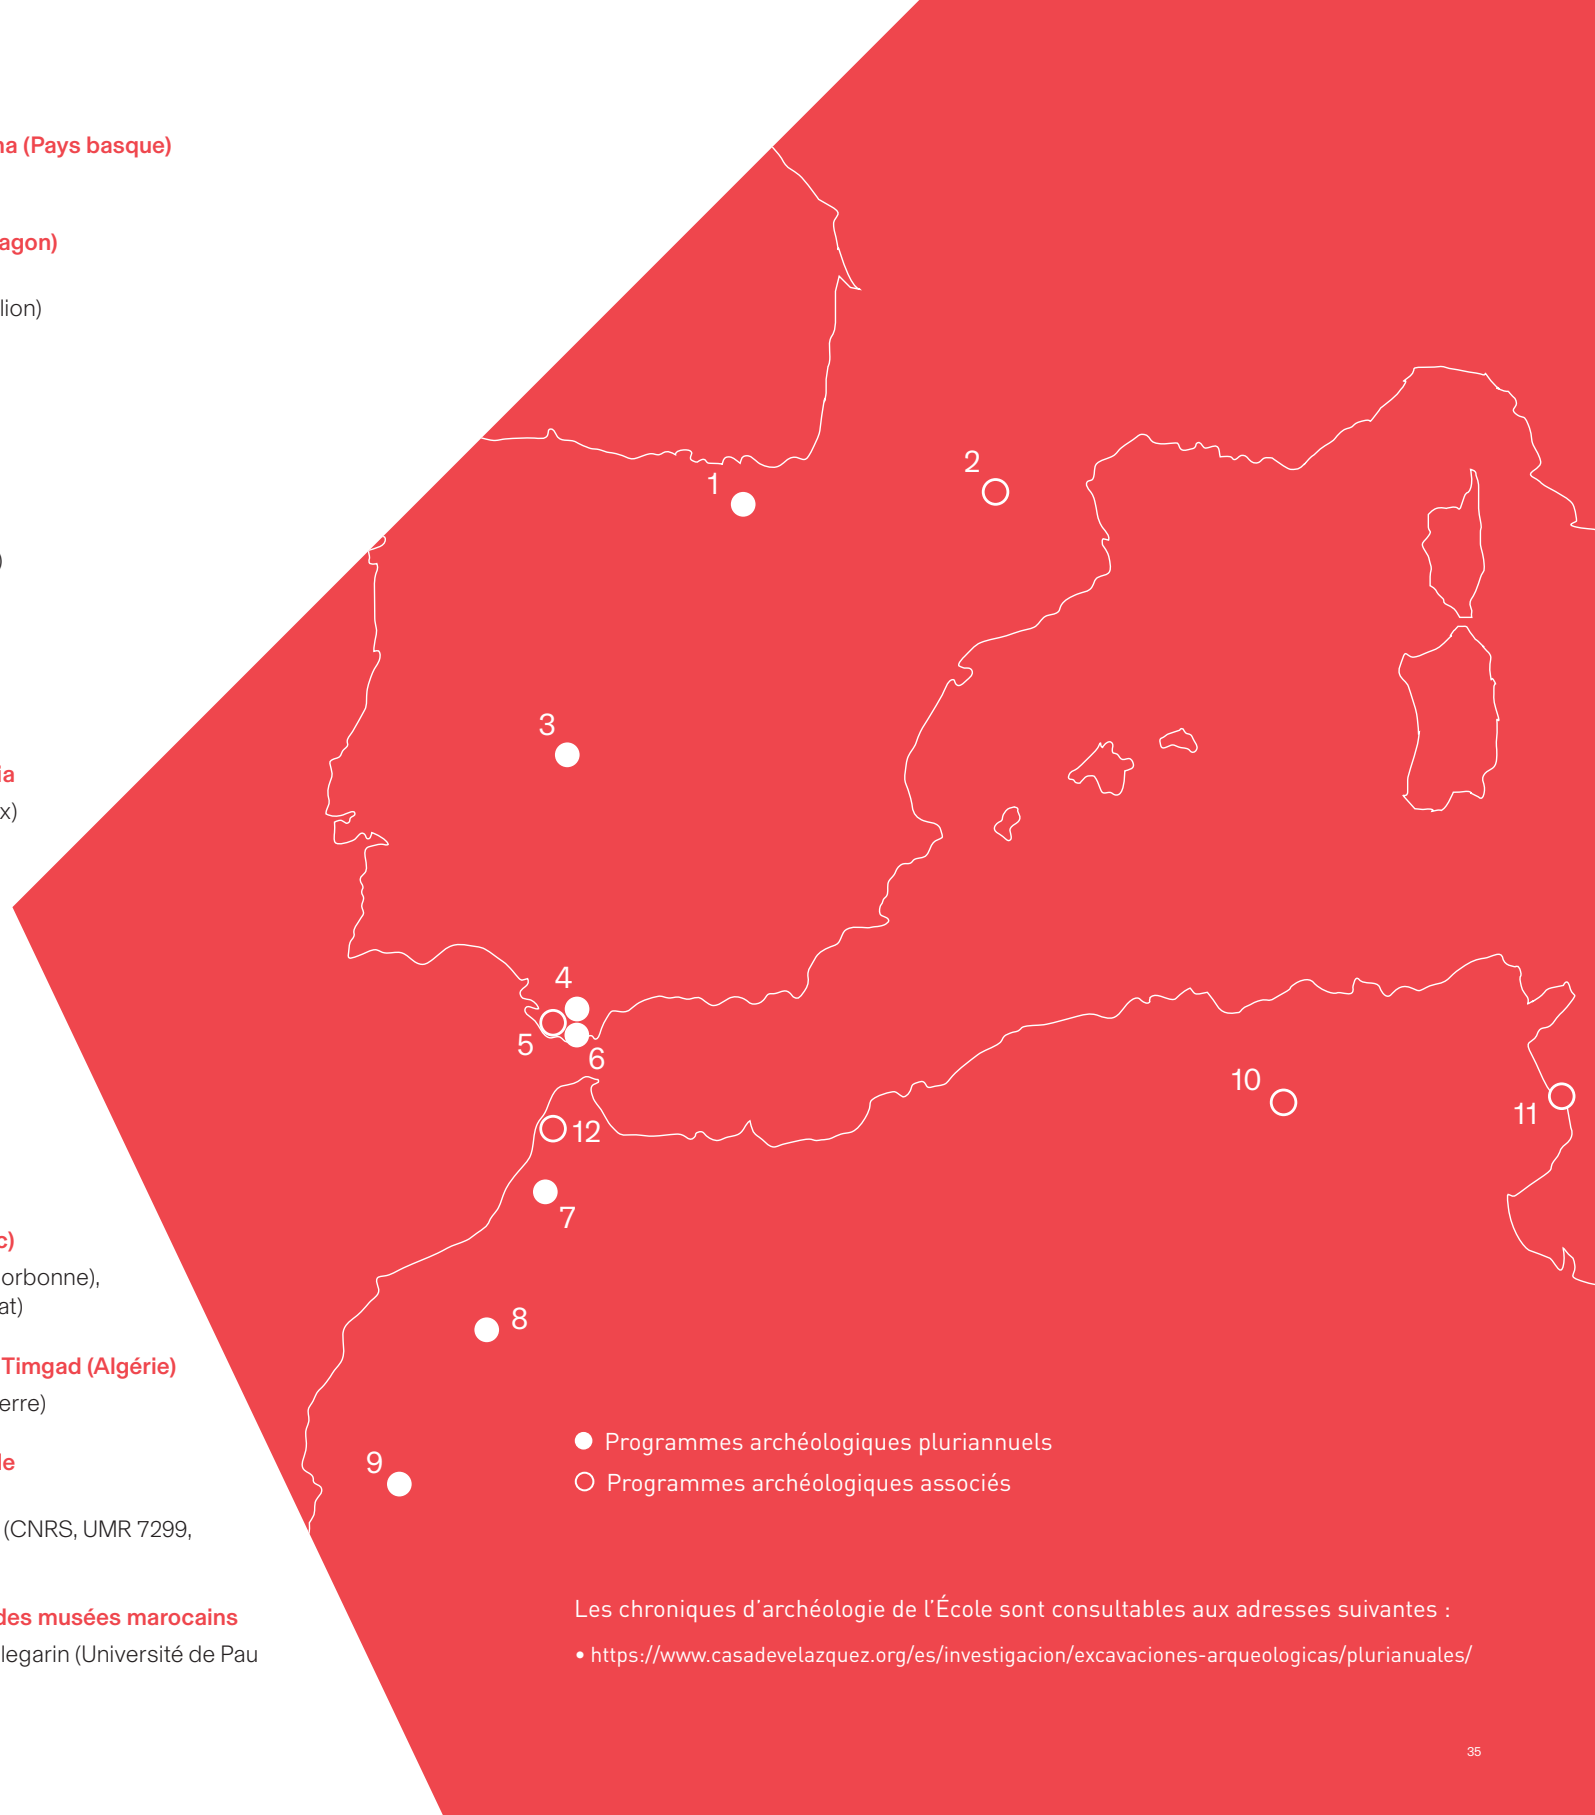 na (Pays basque)
agon)
lion)
)
ia
x)
c)
orbonne),
at)
Timgad (Algérie)
erre)
le
(CNRS, UMR 7299,
des musées marocains
legarin (Université de Pau
1
2
3
4
5
6
12
7
8
9
10
11
Programmes archéologiques pluriannuels
Programmes archéologiques associés
Les chroniques d’archéologie de l’École sont consultables aux adresses suivantes :
• https://www.casadevelazquez.org/es/investigacion/excavaciones-arqueologicas/plurianuales/
35